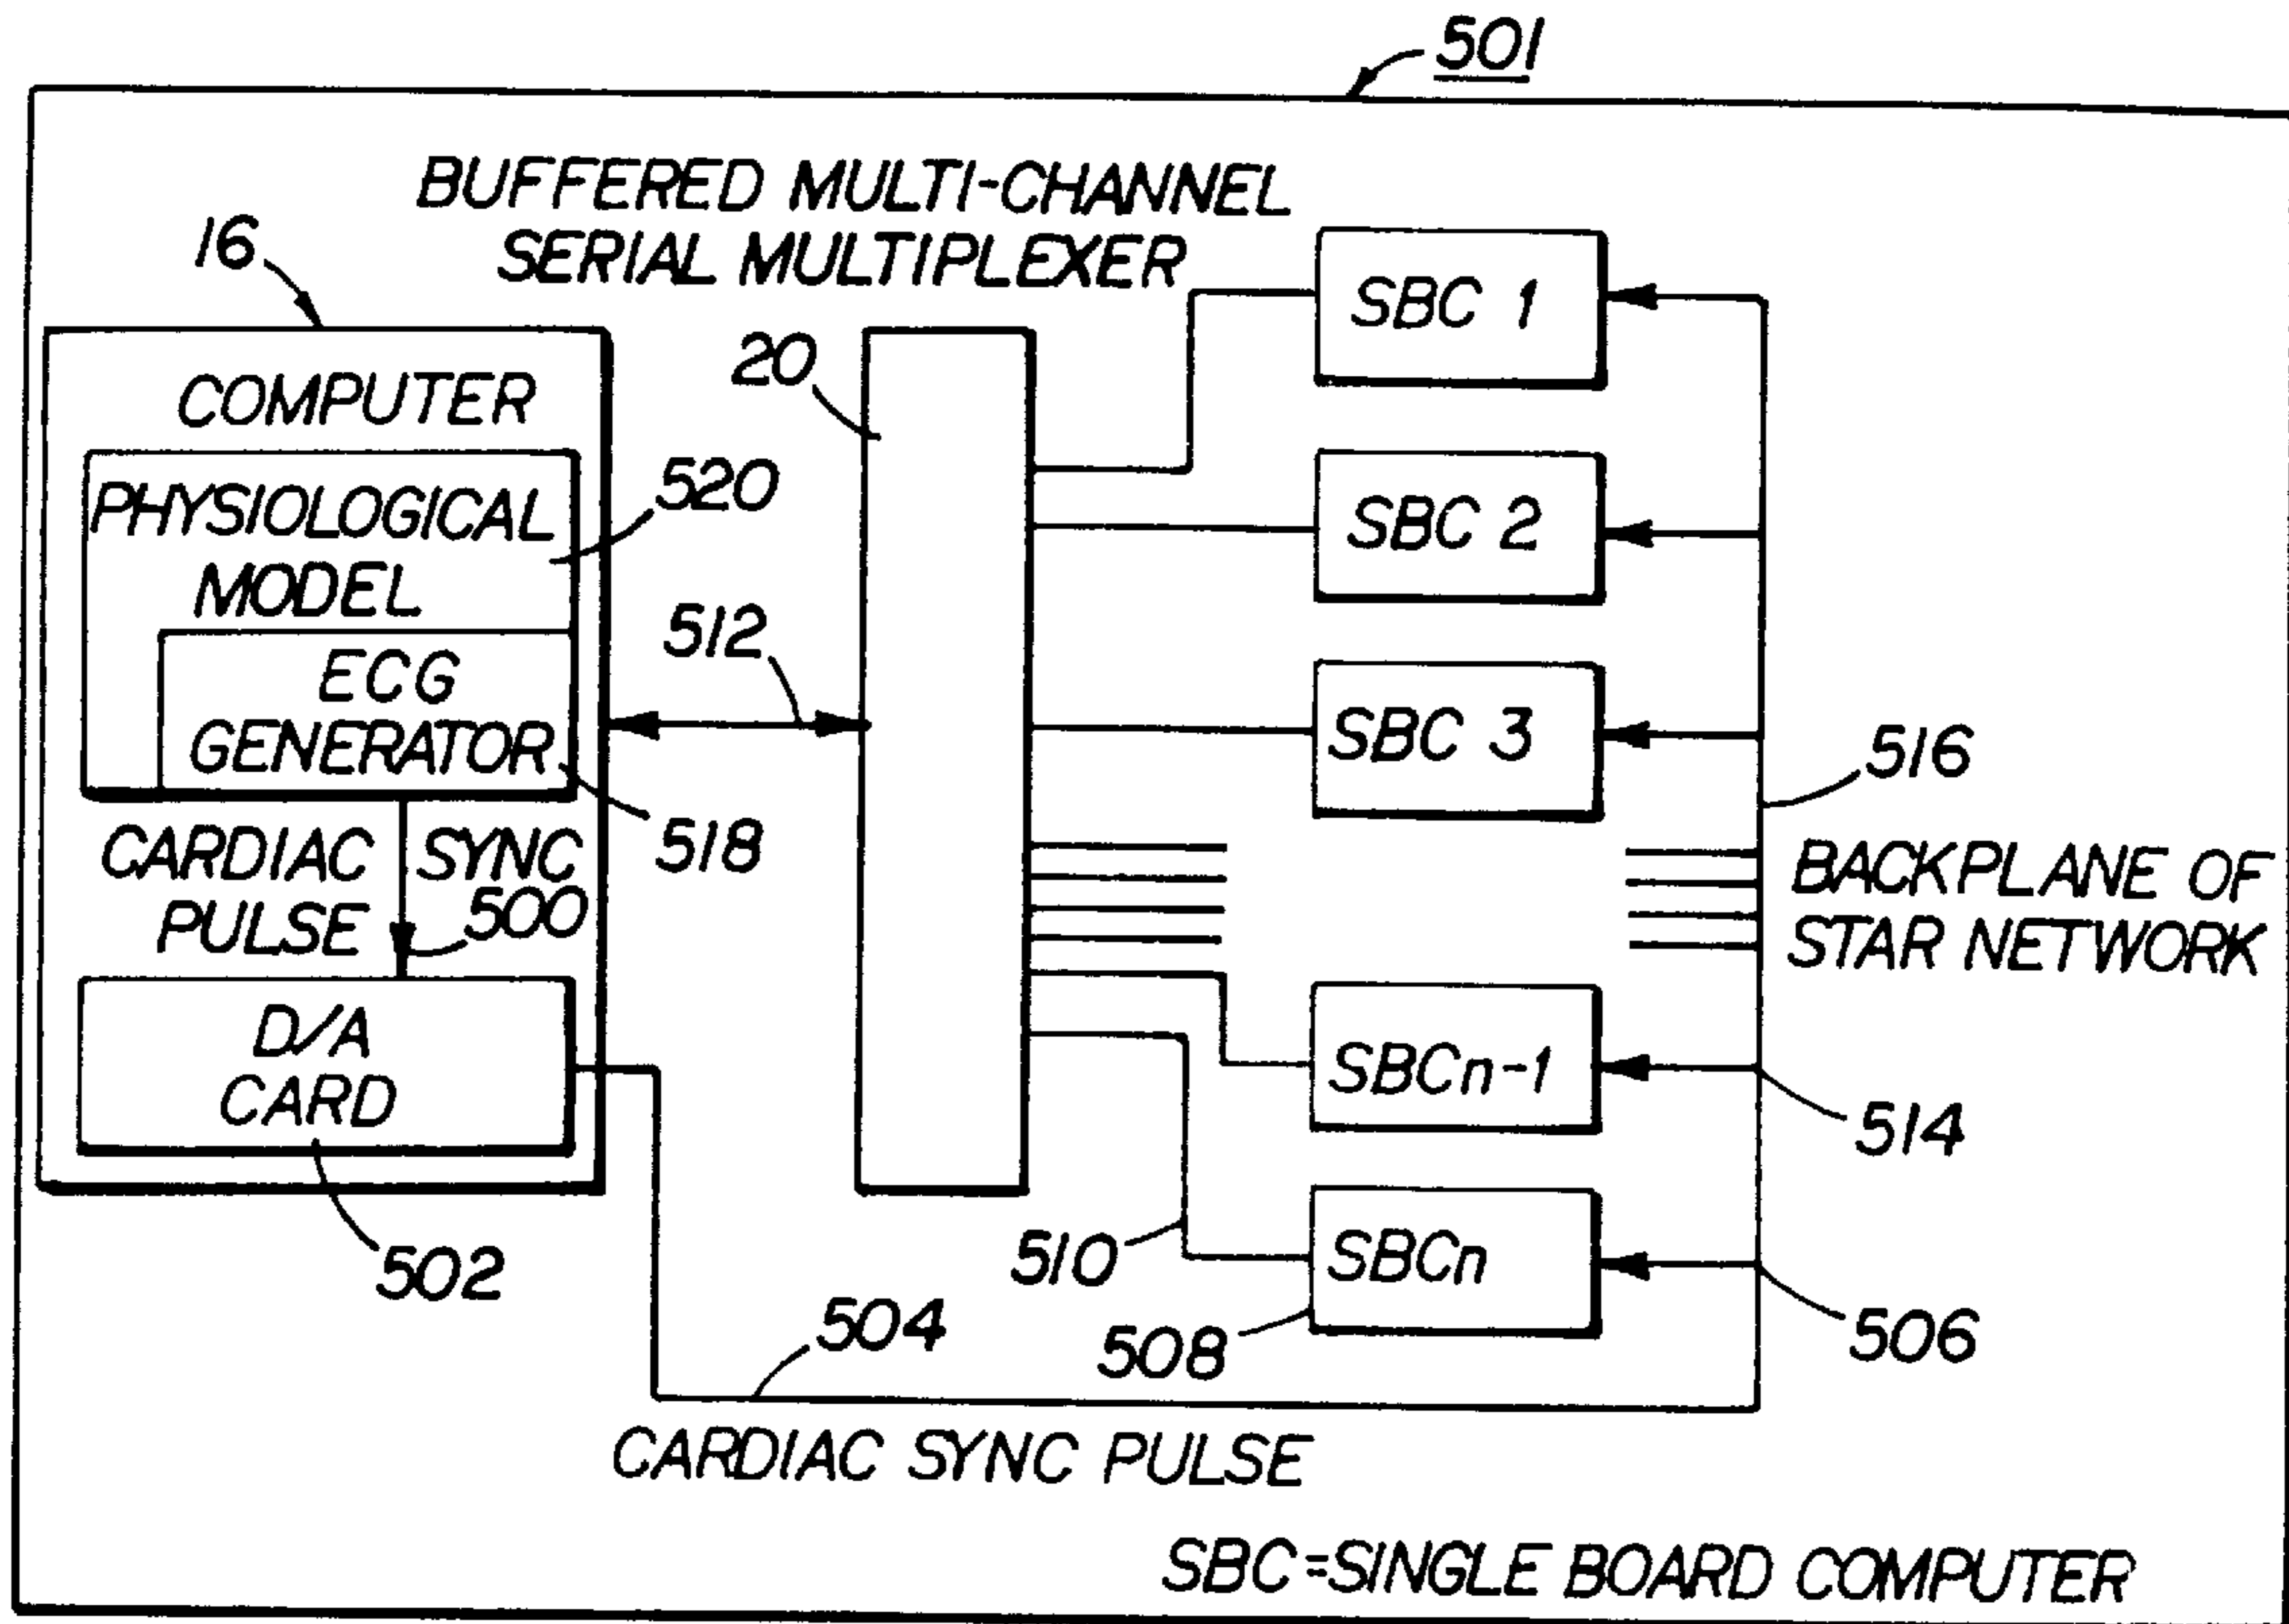 501
BUFFERED MULTI-CHANNEL
SERIAL MULTIPLEXER
16
COMPUTER
PHYSIOLOGICAL
MODEL
520
ECG
GENERATOR
518
CARDIAC SYNC
PULSE
500
D/A
CARD
502
512
20
SBC 1
SBC 2
SBC 3
SBCn-1
SBCn
516
BACKPLANE OF
STAR NETWORK
514
506
510
508
504
CARDIAC SYNC PULSE
SBC=SINGLE BOARD COMPUTER